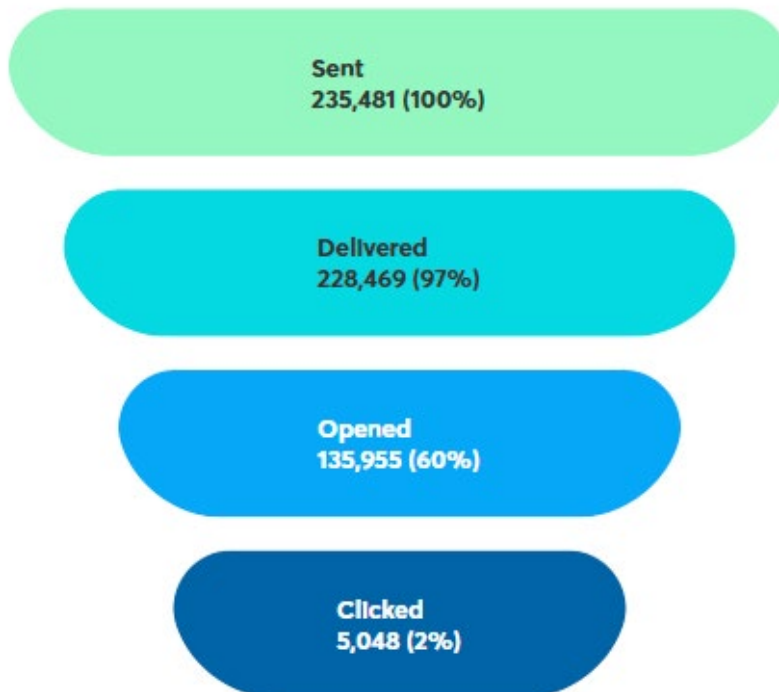 Sent
235,481 (100%)
Delivered
228,469 (97%)
Opened
135,955 (60%)
Clicked
5,048 (2%)